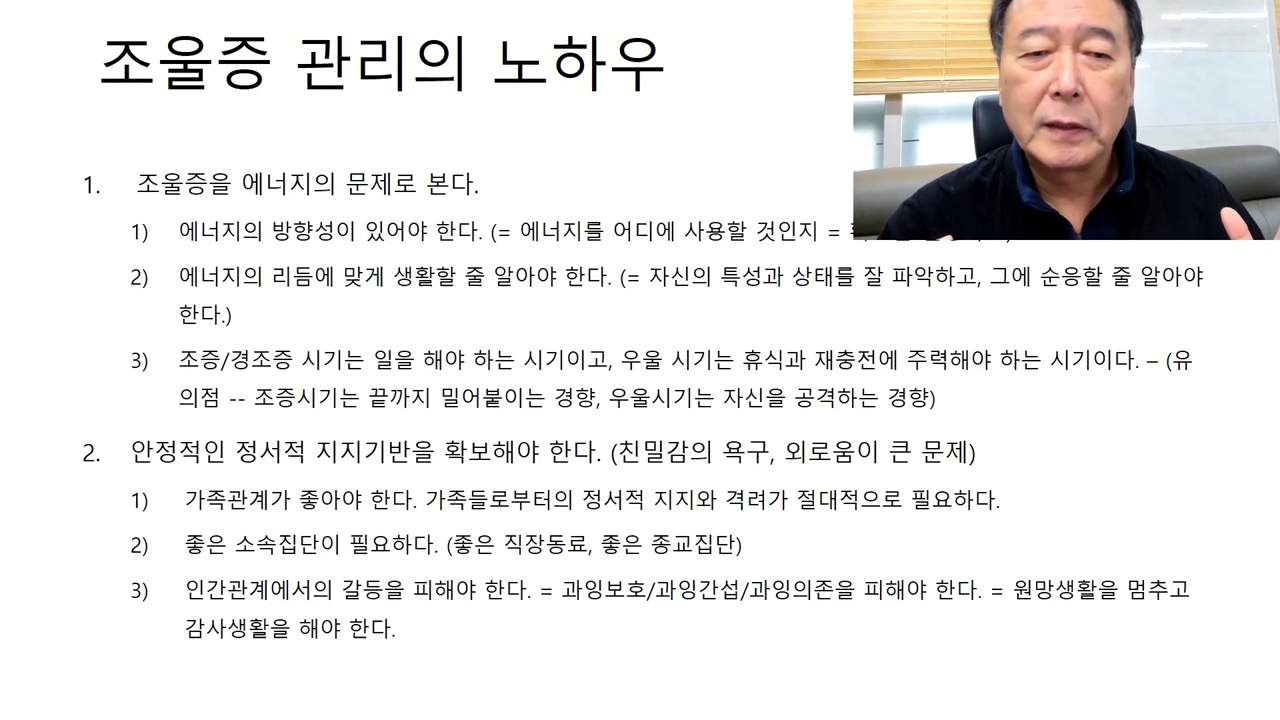 조울증 관리의 노하우
1. 조울증을 에너지의 문제로 본다.
1) 에너지의 방향성이 있어야 한다. (= 에너지를 어디에 사용할 것인지 =
2) 에너지의 리듬에 맞게 생활할 줄 알아야 한다. (= 자신의 특성과 상태를 잘 파악하고, 그에 순응할 줄 알아야
한다.)
3) 조증/경조증 시기는 일을 해야 하는 시기이고, 우울 시기는 휴식과 재충전에 주력해야 하는 시기이다. – (유
의점 -- 조증시기는 끝까지 밀어붙이는 경향, 우울시기는 자신을 공격하는 경향)
2. 안정적인 정서적 지지기반을 확보해야 한다. (친밀감의 욕구, 외로움이 큰 문제)
1) 가족관계가 좋아야 한다. 가족들로부터의 정서적 지지와 격려가 절대적으로 필요하다.
2) 좋은 소속집단이 필요하다. (좋은 직장동료, 좋은 종교집단)
3) 인간관계에서의 갈등을 피해야 한다. = 과잉보호/과잉간섭/과잉의존을 피해야 한다. = 원망생활을 멈추고
감사생활을 해야 한다.